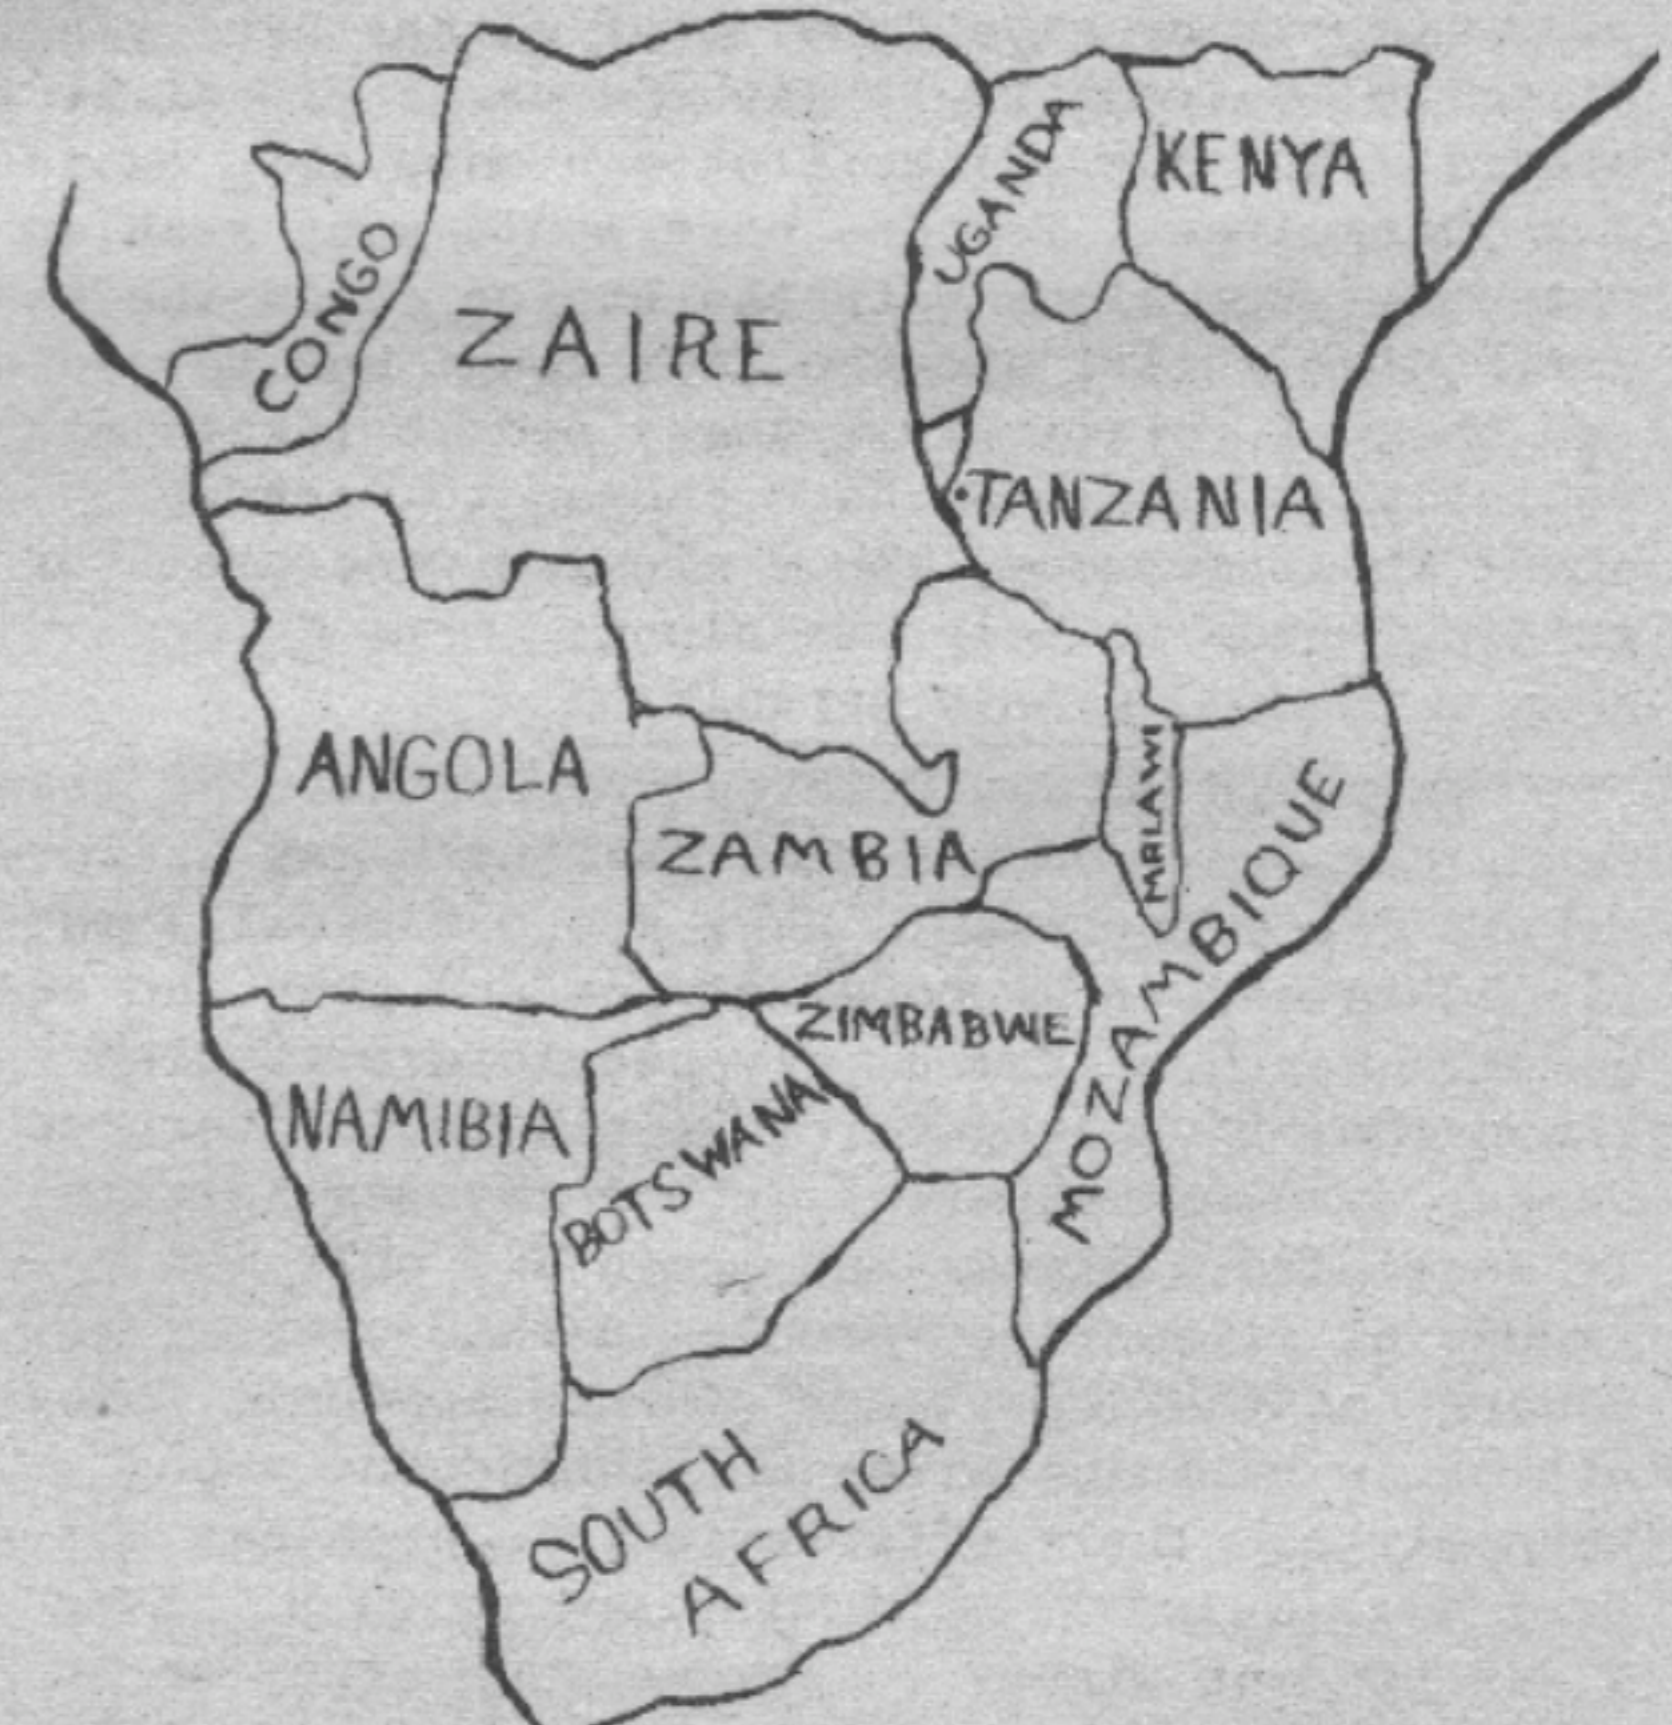 UGANDA
KENYA
CONGO
ZAIRE
TANZANIA
ANGOLA
MALAWI
ZAMBIA
MOZAMBIQUE
ZIMBABWE
NAMIBIA
BOTSWANA
SOUTH
AFRICA